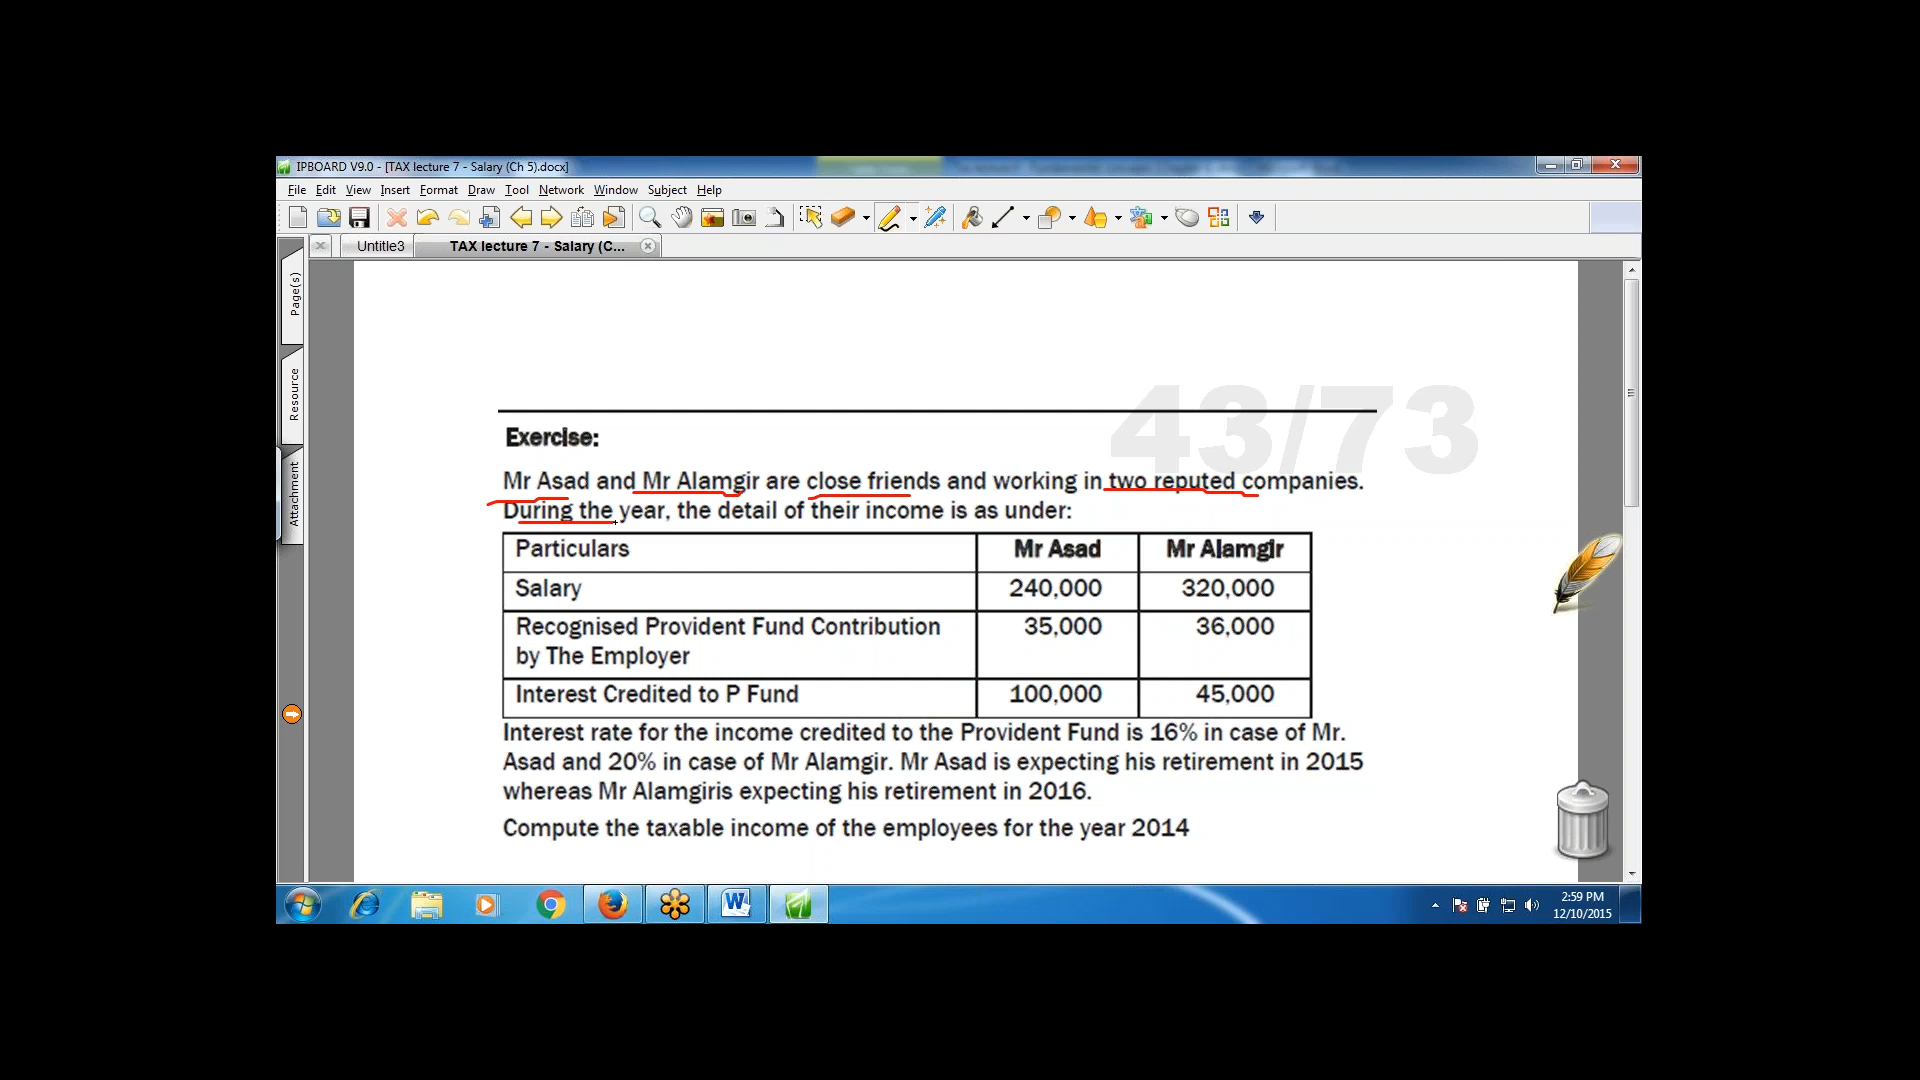 IPBOARD V9.0 - [TAX lecture 7 - Salary (Ch 5).docx]
File Edit View Insert Format Draw Tool Network Window Subject Help
Untitle3 TAX lecture 7 - Salary (C...
Page(s)
Resource
Attachment
43/73
Exercise:
Mr Asad and Mr Alamgir are close friends and working in two reputed companies.
During the year, the detail of their income is as under:
Particulars Mr Asad Mr Alamgir
Salary 240,000 320,000
Recognised Provident Fund Contribution 35,000 36,000
by The Employer
Interest Credited to P Fund 100,000 45,000
Interest rate for the income credited to the Provident Fund is 16% in case of Mr.
Asad and 20% in case of Mr Alamgir. Mr Asad is expecting his retirement in 2015
whereas Mr Alamgiris expecting his retirement in 2016.
Compute the taxable income of the employees for the year 2014
2:59 PM
12/10/2015